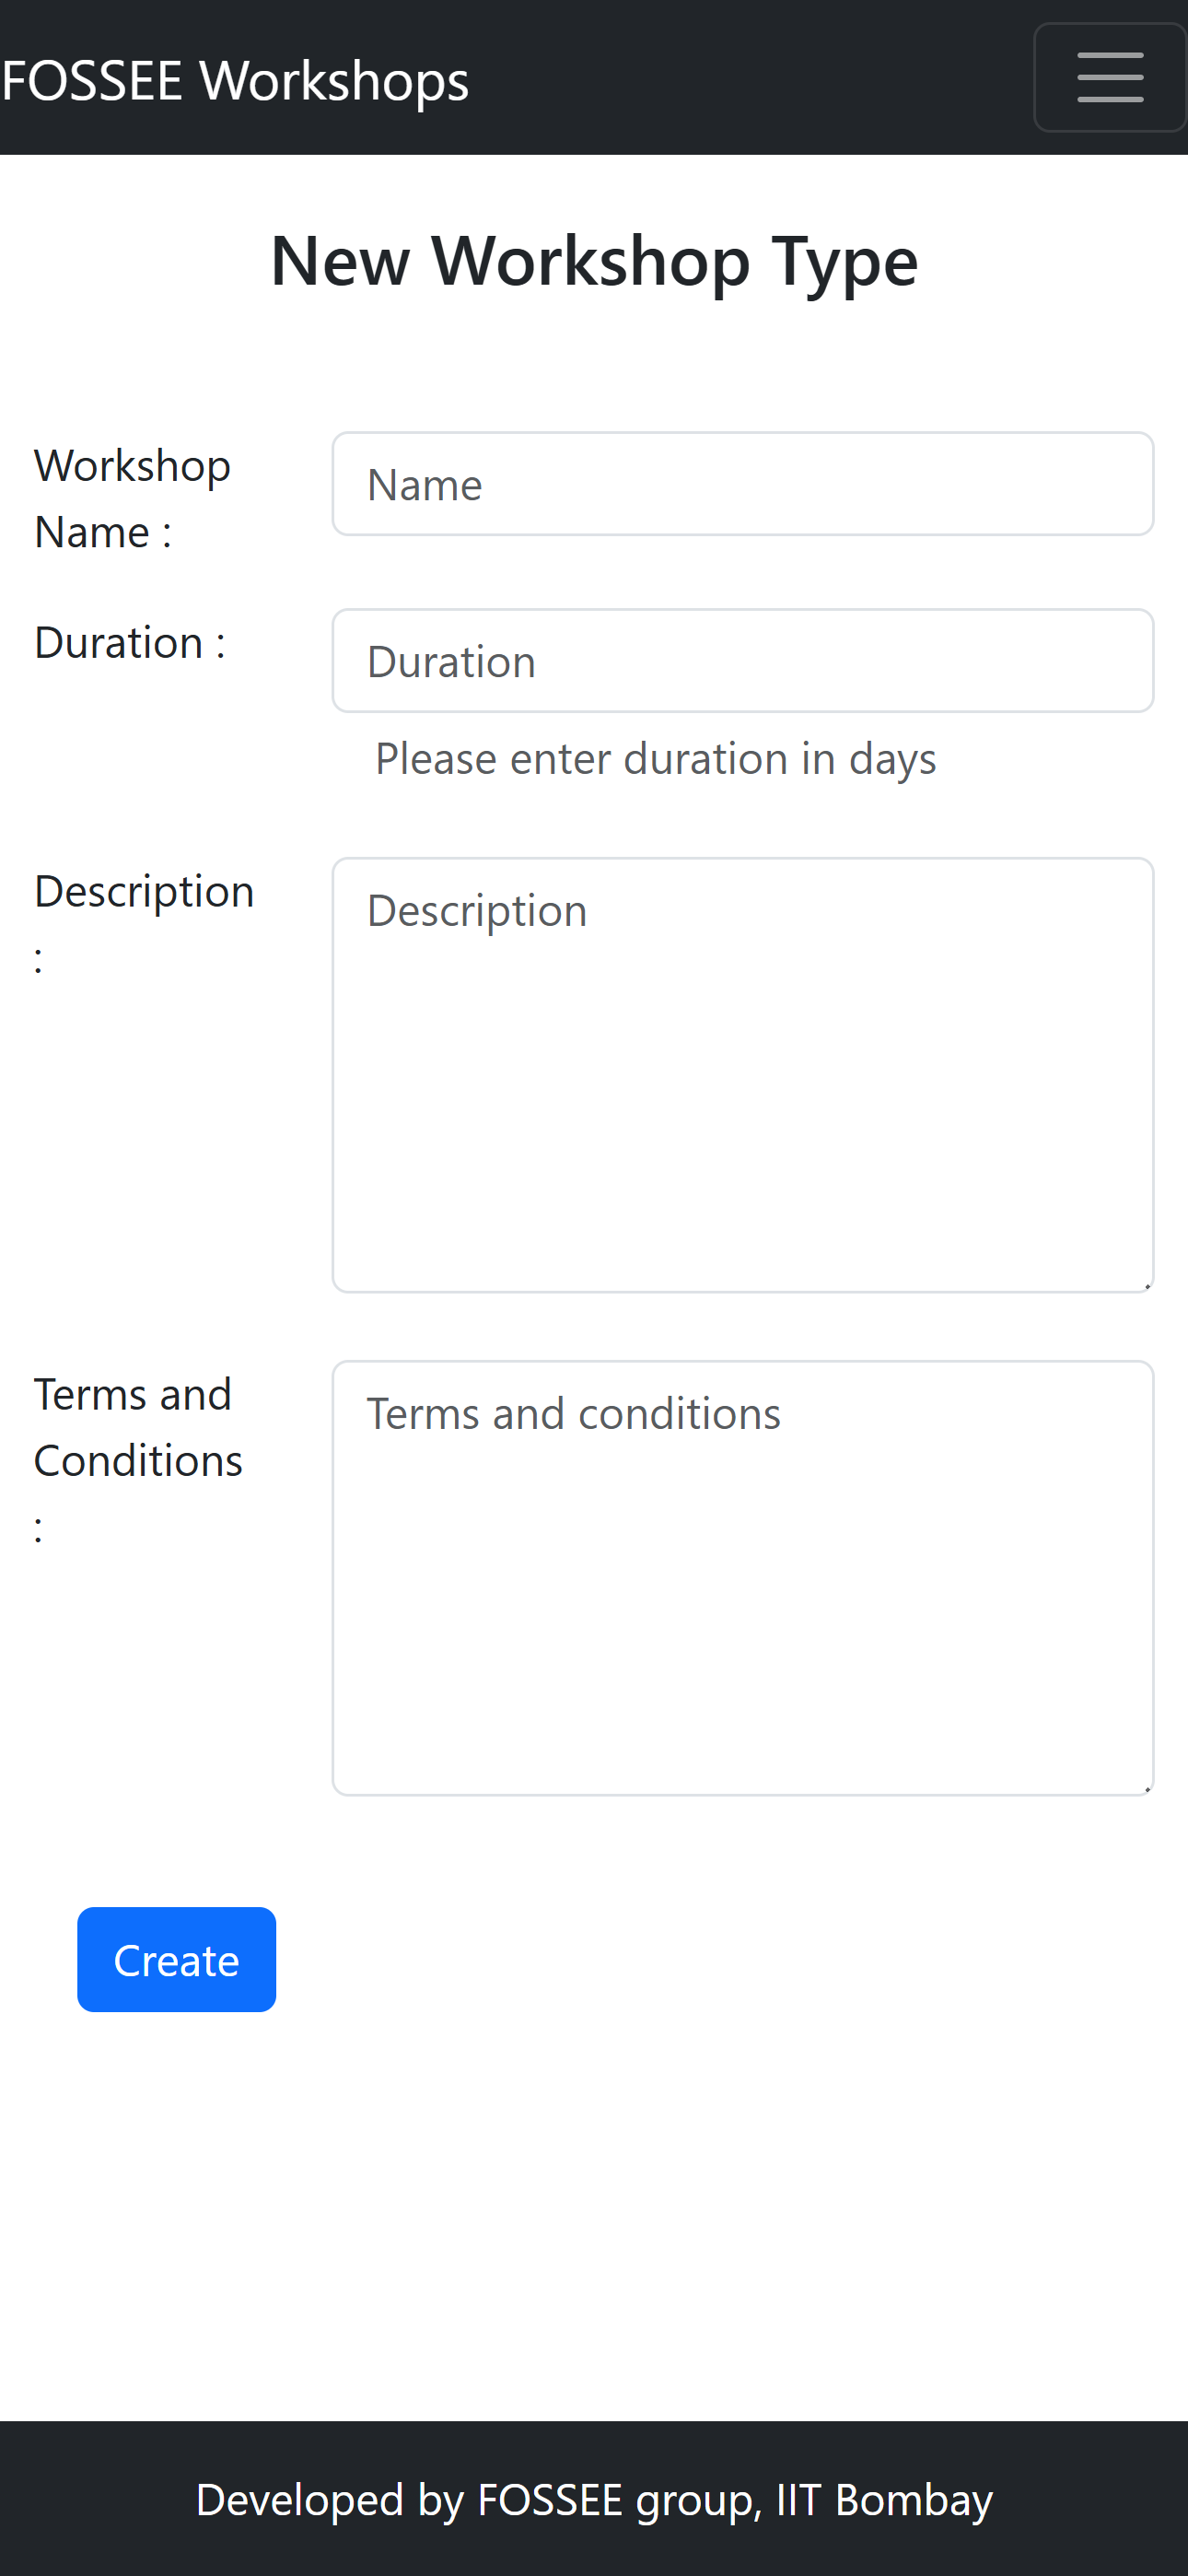 FOSSEE Workshops
New Workshop Type
Workshop
Name :
Name
Duration :
Duration
Please enter duration in days
Description
:
Description
Terms and
Conditions
:
Terms and conditions
Create
Developed by FOSSEE group, IIT Bombay